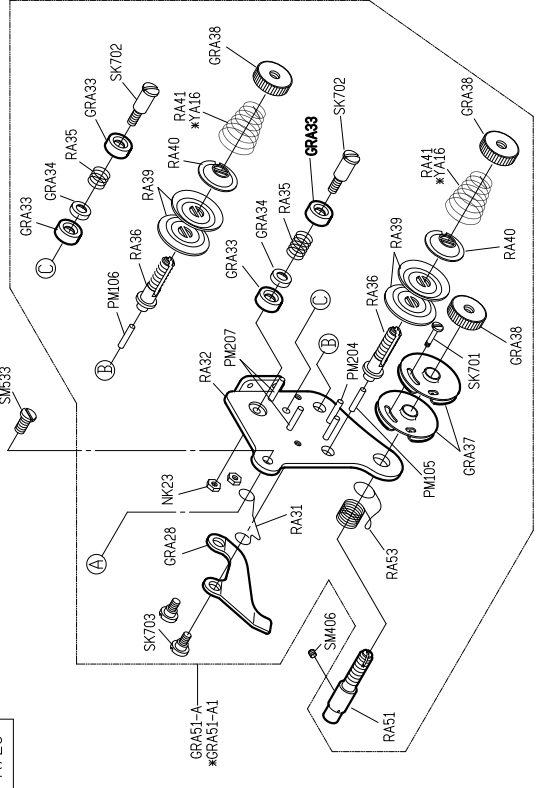 SK702
GRA33
RA35
GRA34
GRA33
C
GRA38
RA41
*YA16
RA40
RA39
RA36
PM106
B
SK702
GRA33
RA35
GRA34
GRA33
C
B
PM207
RA32
PM204
SM533
GRA38
RA41
*YA16
RA40
RA39
RA36
GRA38
SK701
GRA37
PM105
RA53
NK23
A
RA31
GRA28
SK703
SM406
RA51
GRA51-A
*GRA51-A1